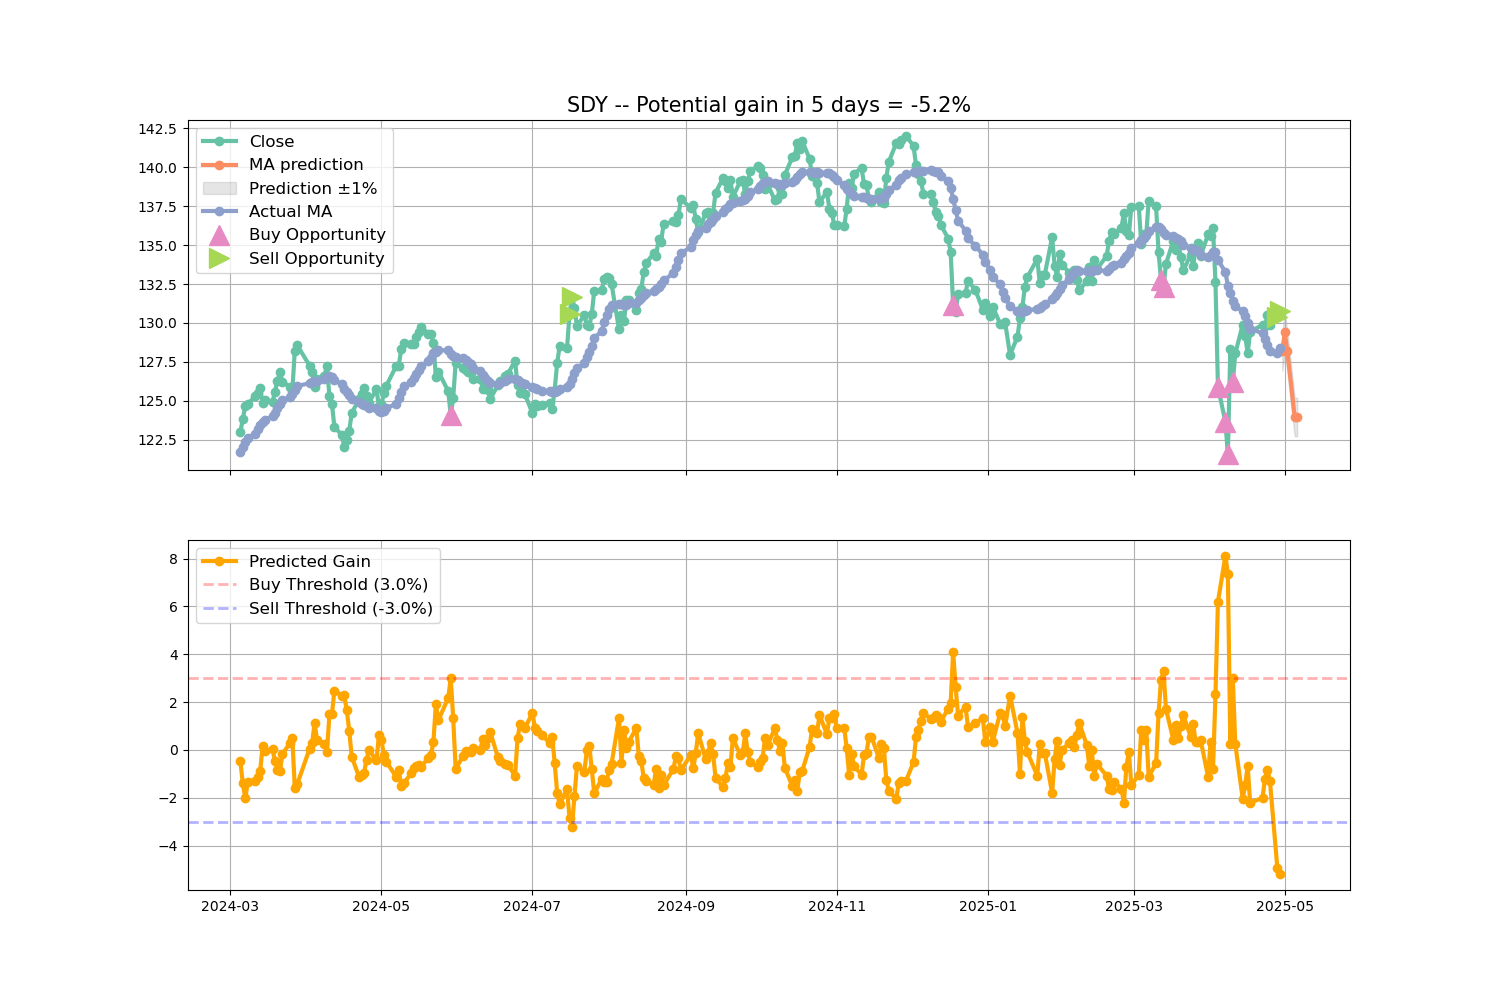 SDY -- Potential gain in 5 days = -5.2%
142.5
140.0
137.5
135.0
132.5
130.0
127.5
125.0
122.5
Close
MA prediction
Prediction ±1%
Actual MA
Buy Opportunity
Sell Opportunity
8
6
4
2
0
−2
−4
Predicted Gain
Buy Threshold (3.0%)
Sell Threshold (-3.0%)
2024-03
2024-05
2024-07
2024-09
2024-11
2025-01
2025-03
2025-05